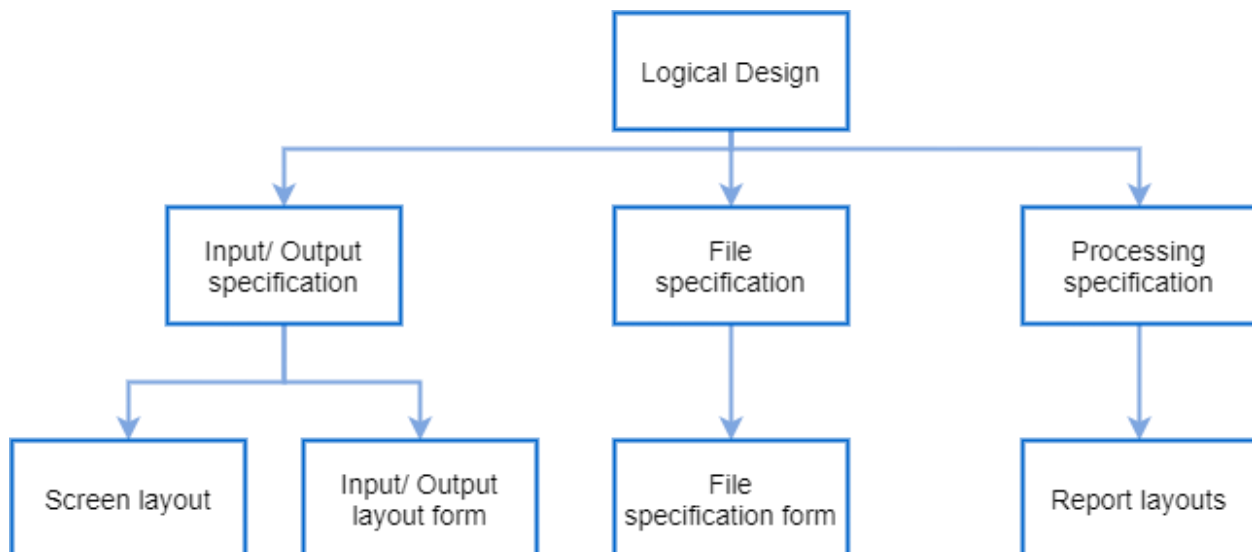 Logical Design
Input/ Output
specification
File
specification
Processing
specification
Screen layout
Input/ Output
layout form
File
specification form
Report layouts